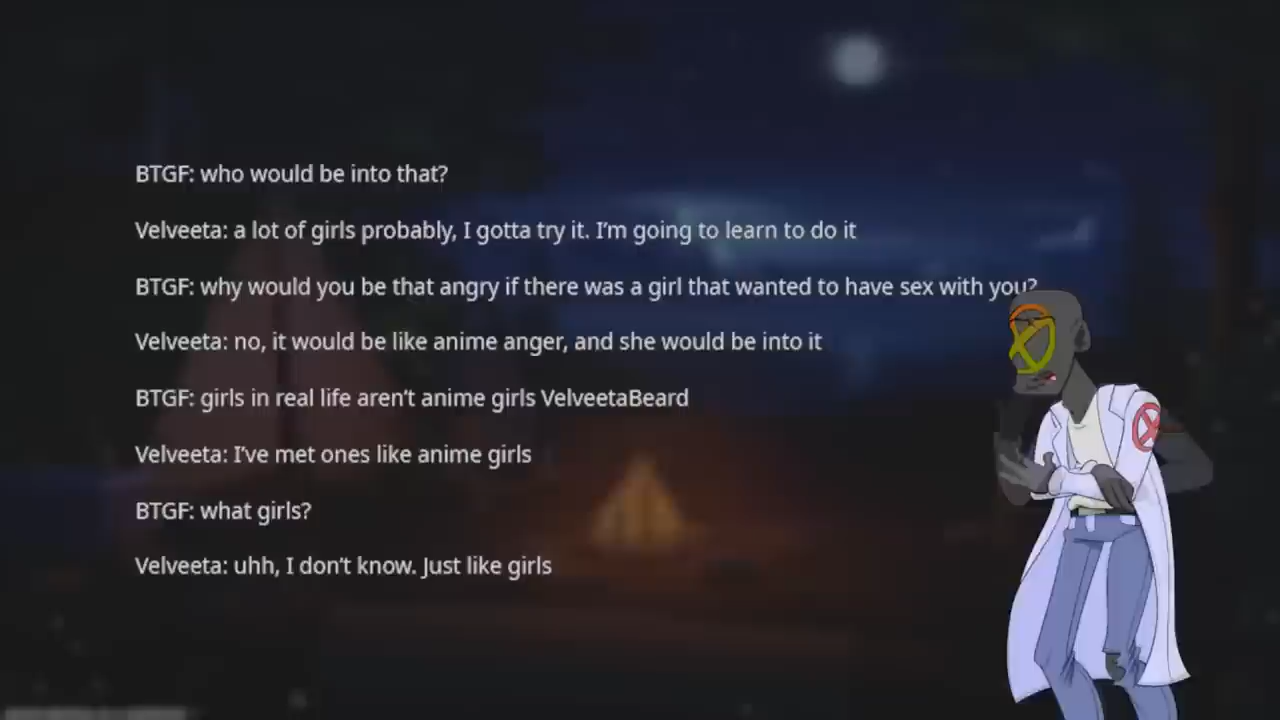 BTGF: who would be into that?
Velveeta: a lot of girls probably, I gotta try it. I’m going to learn to do it
BTGF: why would you be that angry if there was a girl that wanted to have sex with you?
Velveeta: no, it would be like anime anger, and she would be into it
BTGF: girls in real life aren’t anime girls VelveetaBeard
Velveeta: I’ve met ones like anime girls
BTGF: what girls?
Velveeta: uhh, I don’t know. Just like girls